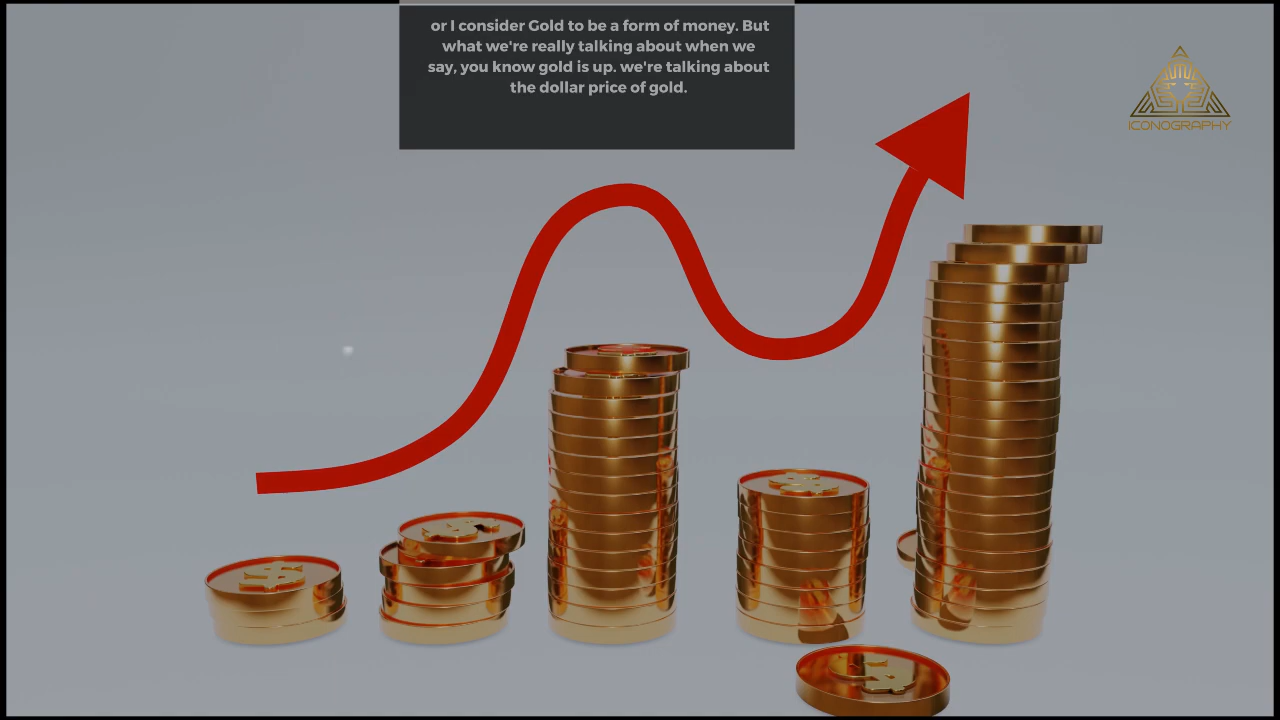 or I consider Gold to be a form of money. But
what we're really talking about when we
say, you know gold is up. we're talking about
the dollar price of gold.
ICONOGRAPHY